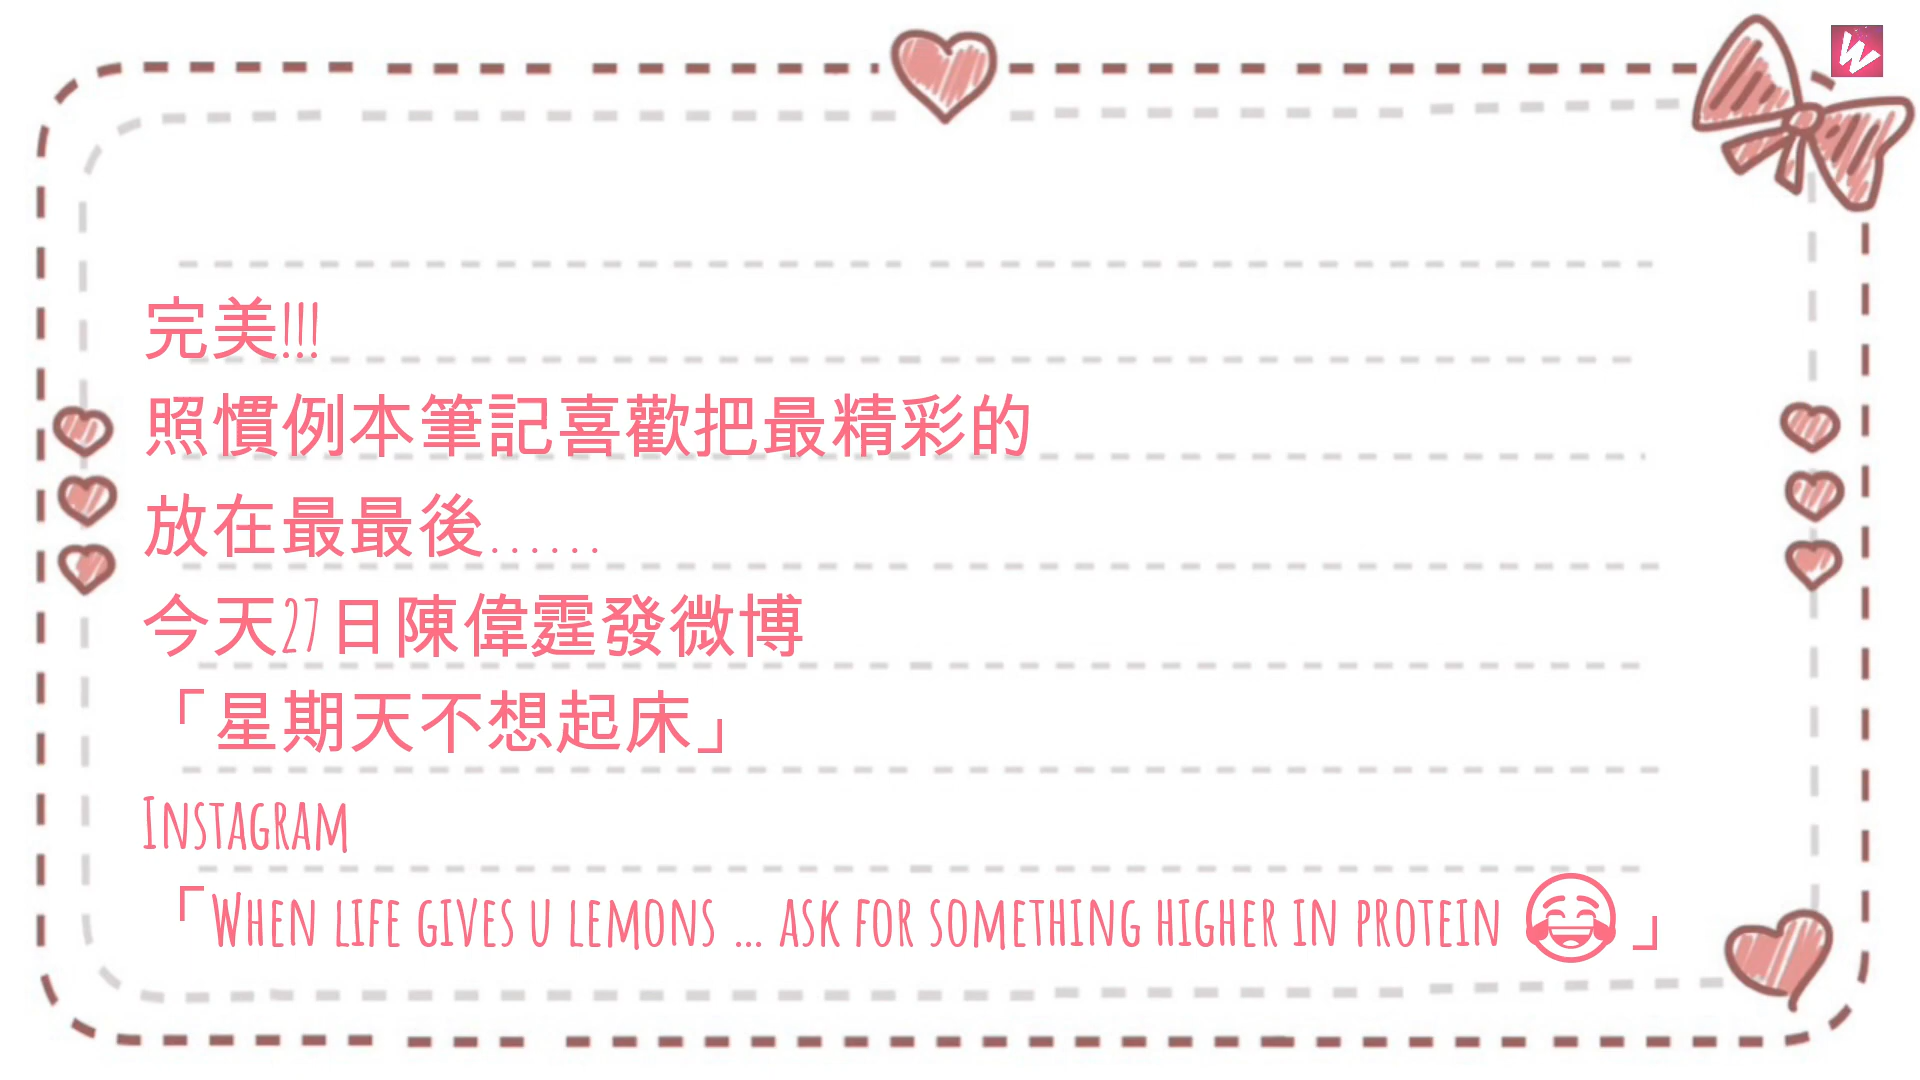 完美!!!
照慣例本筆記喜歡把最精彩的
放在最最後......
今天27日陳偉霆發微博
「星期天不想起床」
Instagram
「When life gives u lemons ... ask for something higher in protein 😂」